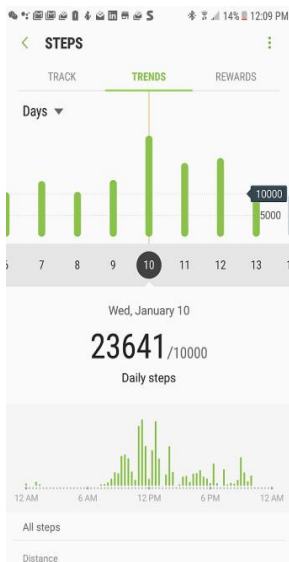 14% 12:09 PM
STEPS
TRACK TRENDS REWARDS
Days
10000
5000
7 8 9 10 11 12 13
Wed, January 10
23641/10000
Daily steps
12 AM 6 AM 12 PM 6 PM 12 AM
All steps
Distance